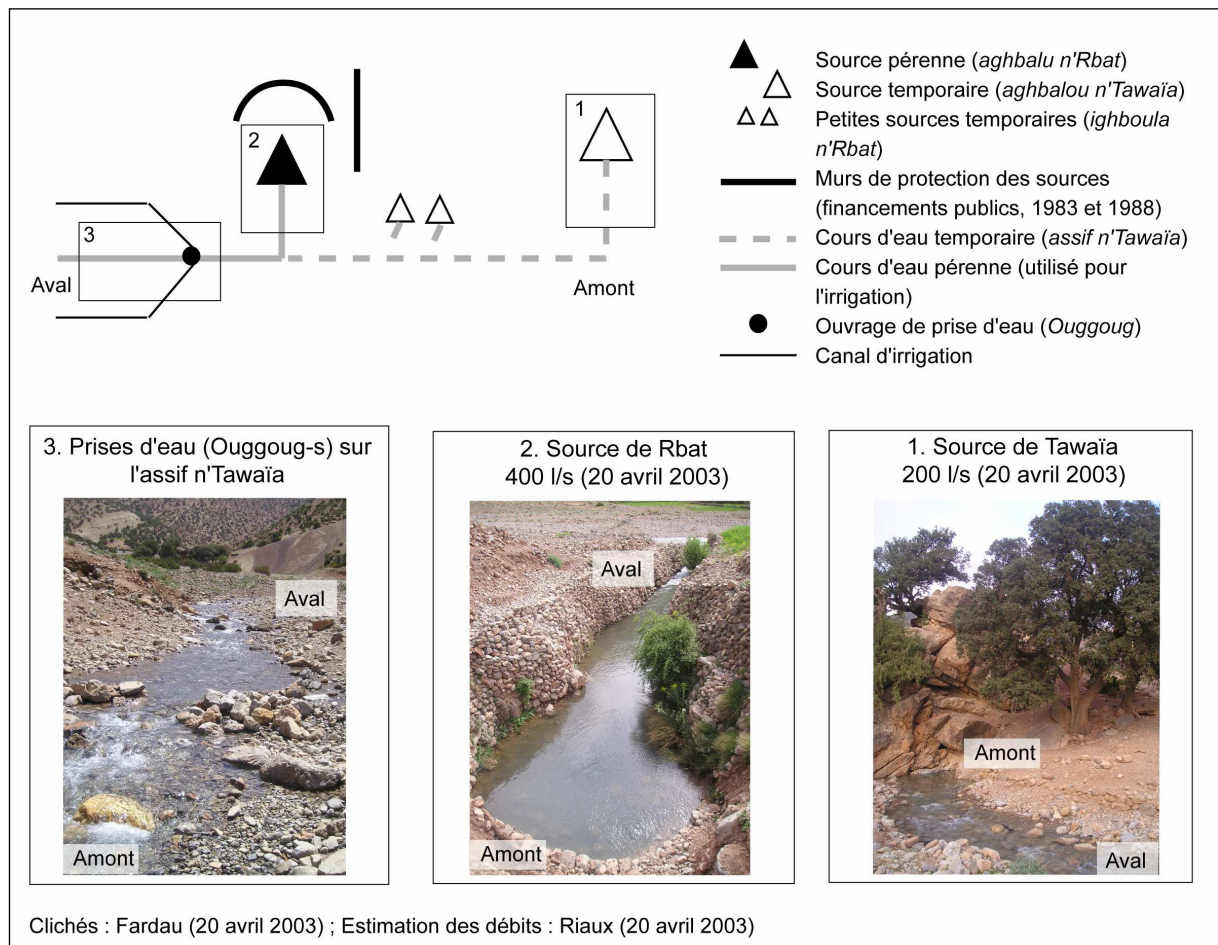 1
2
3
Aval
Amont
Source pérenne (aghbalu n'Rbat)
Source temporaire (aghbalou n'Tawaïa)
Petites sources temporaires (ighboula
n'Rbat)
Murs de protection des sources
(financements publics, 1983 et 1988)
Cours d'eau temporaire (assif n'Tawaïa)
Cours d'eau pérenne (utilisé pour
l'irrigation)
Ouvrage de prise d'eau (Ouggoug)
Canal d'irrigation
3. Prises d'eau (Ouggoug-s) sur
l'assif n'Tawaïa
Aval
Amont
2. Source de Rbat
400 l/s (20 avril 2003)
Aval
Amont
1. Source de Tawaïa
200 l/s (20 avril 2003)
Amont
Aval
Clichés : Fardau (20 avril 2003) ; Estimation des débits : Riaux (20 avril 2003)